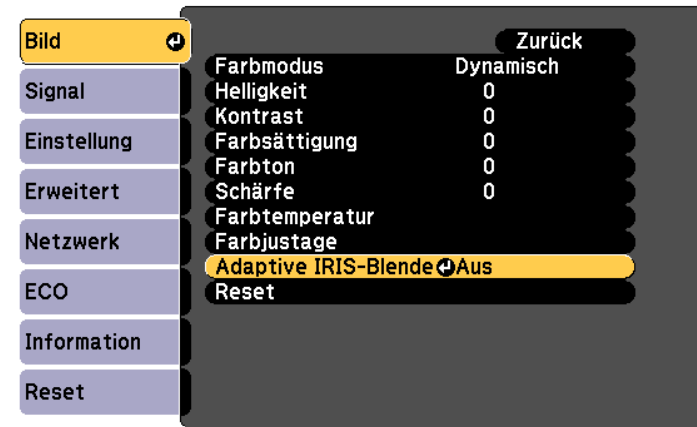 Bild
Signal
Einstellung
Erweitert
Netzwerk
ECO
Information
Reset
Zurück
Farbmodus Dynamisch
Helligkeit 0
Kontrast 0
Farbsättigung 0
Farbton 0
Schärfe 0
Farbtemperatur
Farbjustage
Adaptive IRIS-Blende Aus
Reset